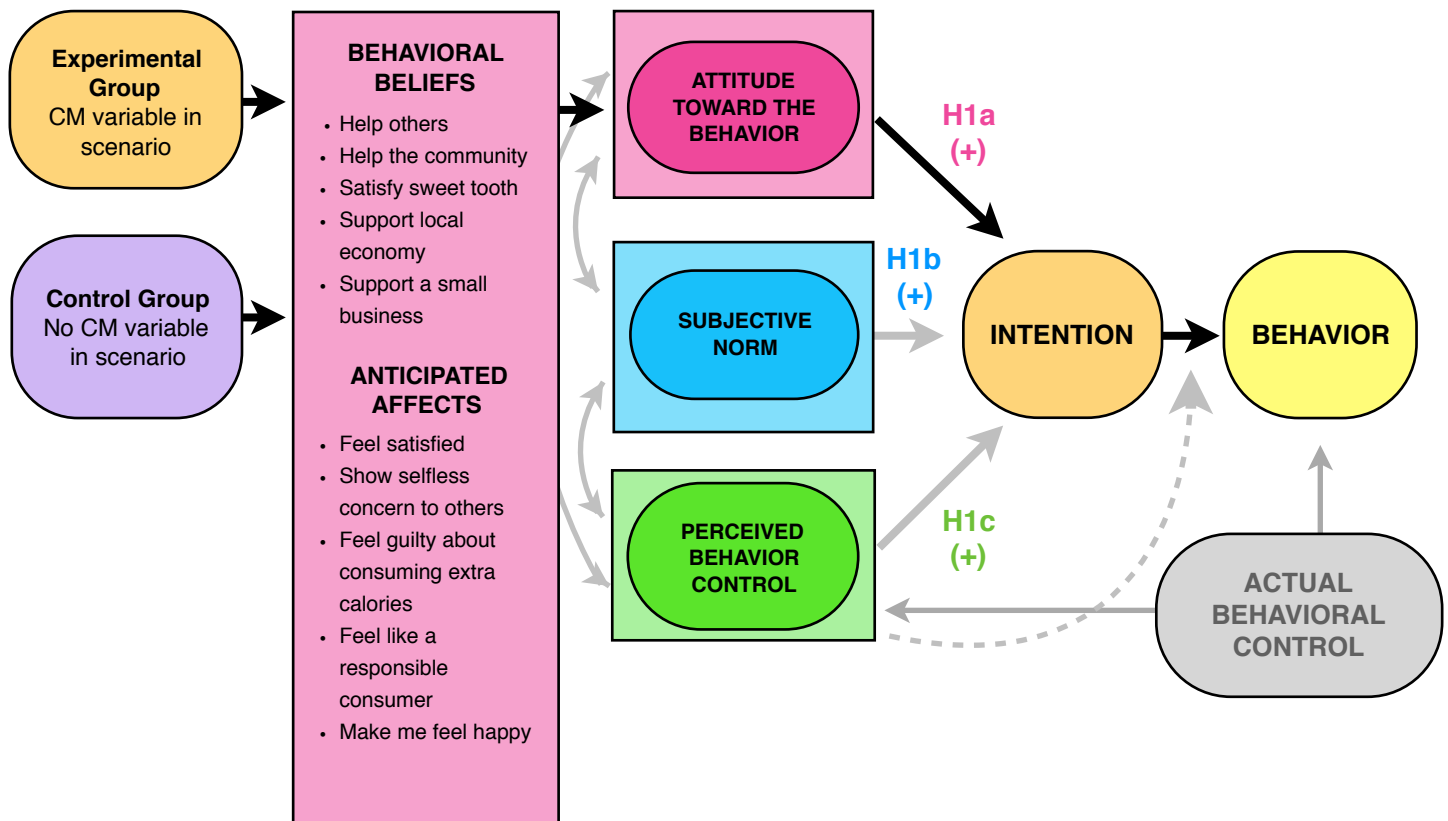 Experimental
Group
CM variable in
scenario
Control Group
No CM variable
in scenario
BEHAVIORAL
BELIEFS
• Help others
• Help the community
• Satisfy sweet tooth
• Support local
economy
• Support a small
business
ANTICIPATED
AFFECTS
• Feel satisfied
• Show selfless
concern to others
• Feel guilty about
consuming extra
calories
• Feel like a
responsible
consumer
• Make me feel happy
ATTITUDE
TOWARD THE
BEHAVIOR
SUBJECTIVE
NORM
PERCEIVED
BEHAVIOR
CONTROL
H1a
(+)
H1b
(+)
H1c
(+)
INTENTION
BEHAVIOR
ACTUAL
BEHAVIORAL
CONTROL